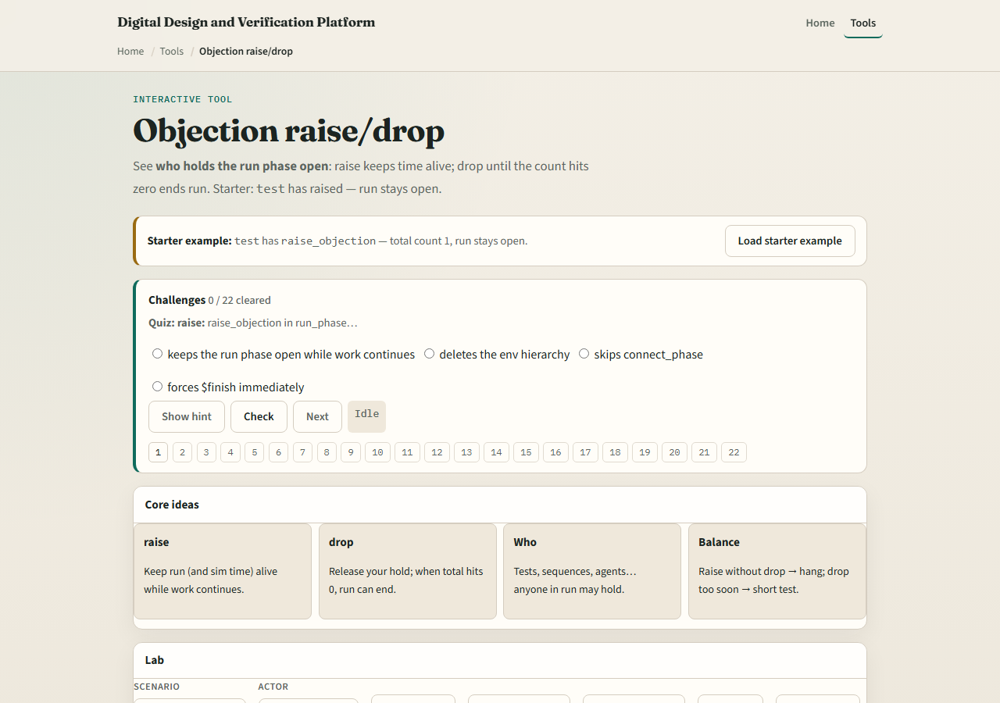 Digital Design and Verification Platform
Home Tools
Home / Tools / Objection raise/drop
INTERACTIVE TOOL
Objection raise/drop
See who holds the run phase open: raise keeps time alive; drop until the count hits
zero ends run. Starter: test has raised — run stays open.
Starter example: test has raise_objection — total count 1, run stays open.
Load starter example
Challenges 0 / 22 cleared
Quiz: raise: raise_objection in run_phase…
keeps the run phase open while work continues deletes the env hierarchy skips connect_phase
forces $finish immediately
Show hint Check Next Idle
1 2 3 4 5 6 7 8 9 10 11 12 13 14 15 16 17 18 19 20 21 22
Core ideas
raise
Keep run (and sim time) alive
while work continues.
drop
Release your hold; when total hits
0, run can end.
Who
Tests, sequences, agents…
anyone in run may hold.
Balance
Raise without drop → hang; drop
too soon → short test.
Lab
SCENARIO ACTOR